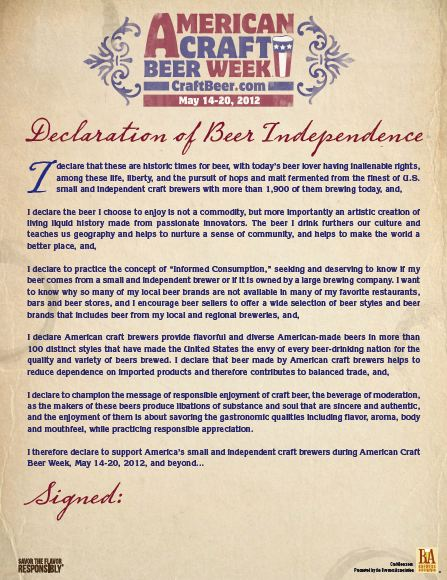 AMERICAN
CRAFT
BEER WEEK
CraftBeer.com
May 14-20, 2012
Declaration of Beer Independence
I declare that these are historic times for beer, with today's beer lover having inalienable rights,
among these life, liberty, and the pursuit of hops and malt fermented from the finest of U.S.
small and independent craft brewers with more than 1,900 of them brewing today, and,
I declare the beer I choose to enjoy is not a commodity, but more importantly an artistic creation of
living liquid history made from passionate innovators. The beer I drink furthers our culture and
teaches us geography and helps to nurture a sense of community, and helps to make the world a
better place, and,
I declare to practice the concept of "Informed Consumption," seeking and deserving to know if my
beer comes from a small and independent brewer or if it is owned by a large brewing company. I want
to know why so many of my local beer brands are not available in many of my favorite restaurants,
bars and beer stores, and I encourage beer sellers to offer a wide selection of beer styles and beer
brands that includes beer from my local and regional breweries, and,
I declare American craft brewers provide flavorful and diverse American-made beers in more than
100 distinct styles that have made the United States the envy of every beer-drinking nation for the
quality and variety of beers brewed. I declare that beer made by American craft brewers helps to
reduce dependence on imported products and therefore contributes to balanced trade, and,
I declare to champion the message of responsible enjoyment of craft beer, the beverage of moderation,
as the makers of these beers produce libations of substance and soul that are sincere and authentic,
and the enjoyment of them is about savoring the gastronomic qualities including flavor, aroma, body
and mouthfeel, while practicing responsible appreciation.
I therefore declare to support America's small and independent craft brewers during American Craft
Beer Week, May 14-20, 2012, and beyond...
Signed:
SAVOR THE FLAVOR
RESPONSIBLY
CraftBeer.com
Presented by the Brewers Association
BA